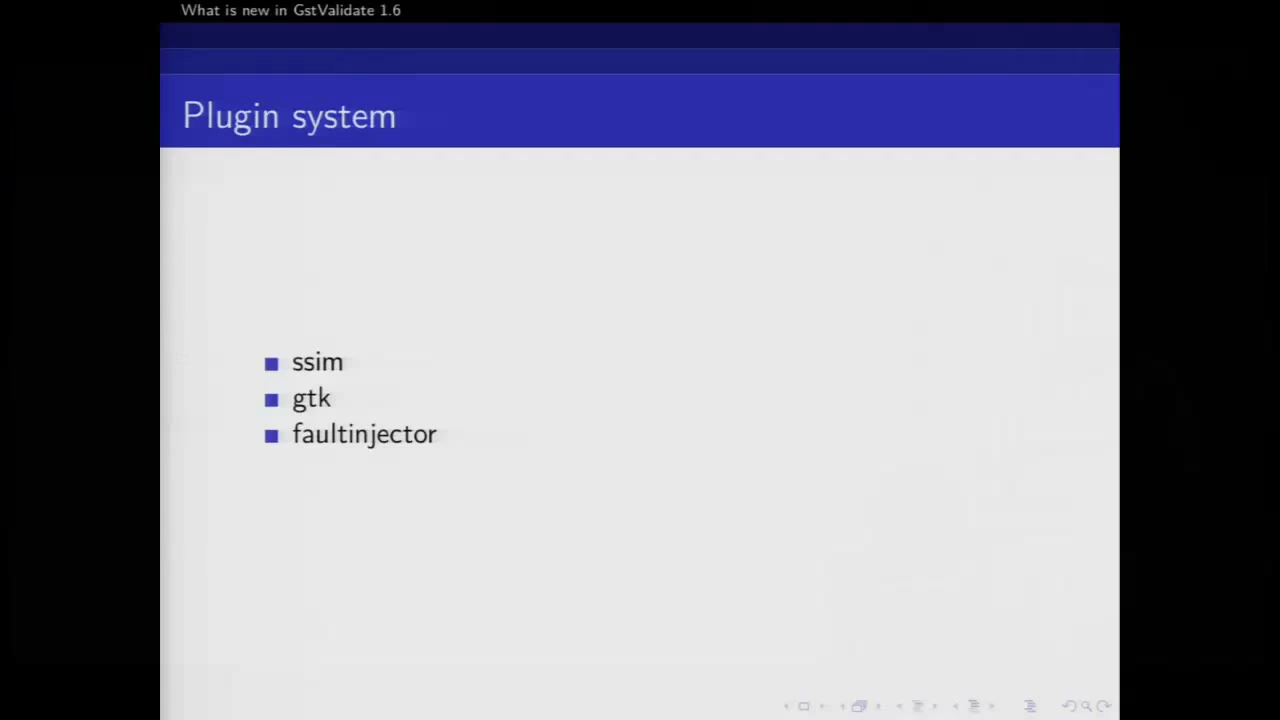 What is new in GstValidate 1.6
Plugin system
ssim
gtk
faultinjector